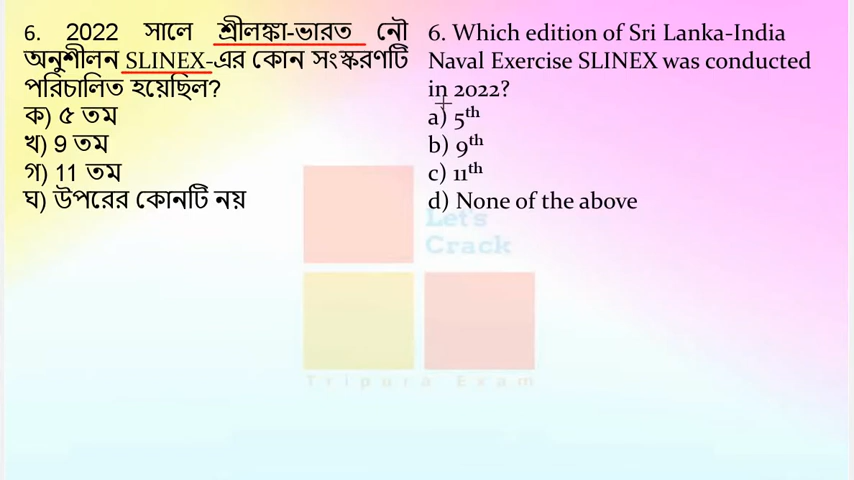 6. 2022 সালে শ্রীলঙ্কা-ভারত নৌ
অনুশীলন SLINEX-এর কোন সংস্করণটি
পরিচালিত হয়েছিল?
ক) ৫ তম
খ) 9 তম
গ) 11 তম
ঘ) উপরের কোনটি নয়
6. Which edition of Sri Lanka-India
Naval Exercise SLINEX was conducted
in 2022?
a) 5th
b) 9th
c) 11th
d) None of the above
Let's
Crack
Tripura Exam